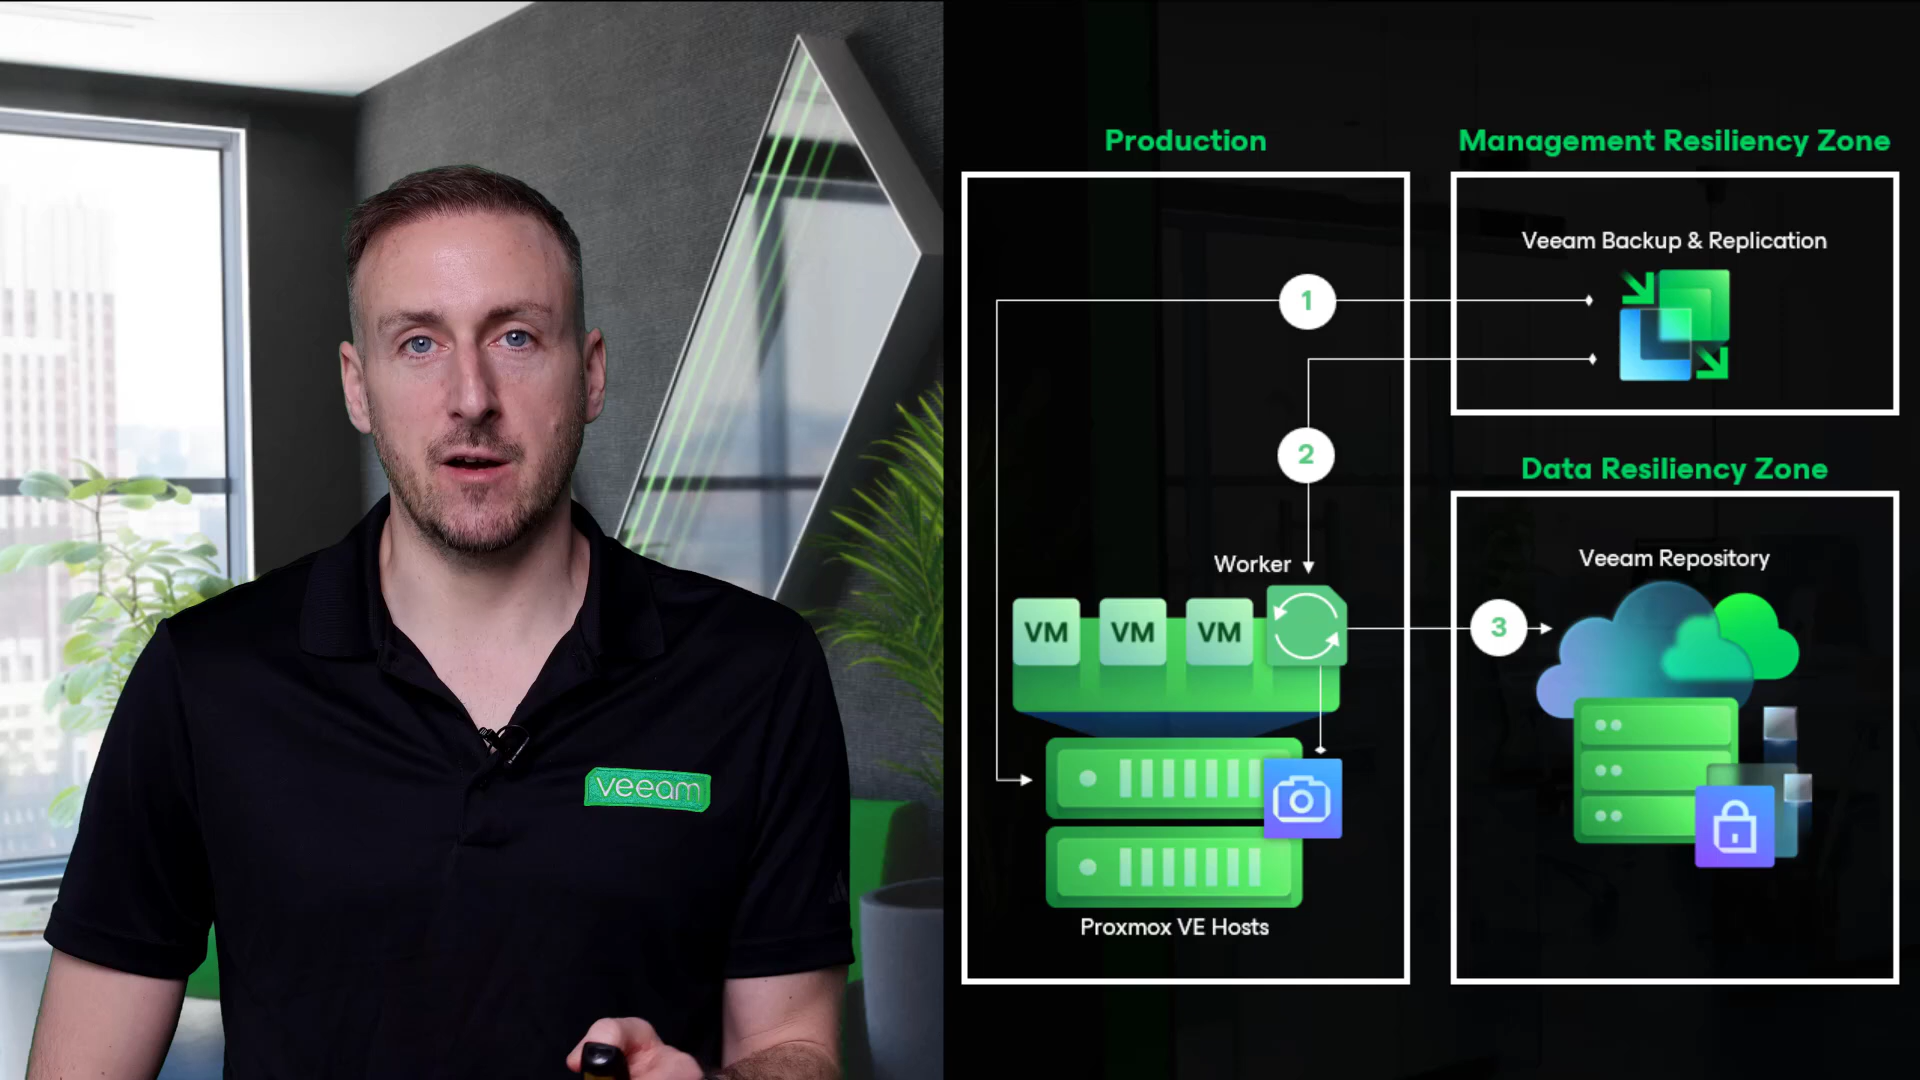 veeam
Production
Management Resiliency Zone
Veeam Backup & Replication
1
2
Data Resiliency Zone
Worker
Veeam Repository
VM VM VM
3
Proxmox VE Hosts